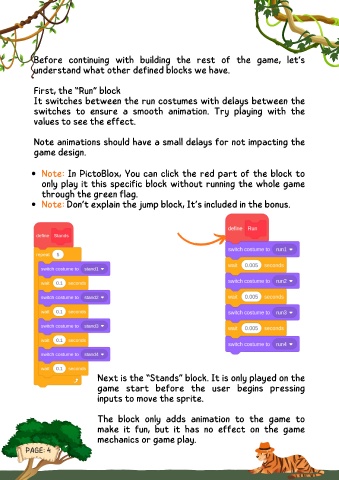 Before continuing with building the rest of the game, let's
understand what other defined blocks we have.
First, the “Run” block
It switches between the run costumes with delays between the
switches to ensure a smooth animation. Try playing with the
values to see the effect.
Note animations should have a small delays for not impacting the
game design.
• Note: In PictoBlox, You can click the red part of the block to
only play it this specific block without running the whole game
through the green flag.
• Note: Don't explain the jump block, It's included in the bonus.
define Stands
repeat 5
switch costume to stand1
wait 0.1 seconds
switch costume to stand2
wait 0.1 seconds
switch costume to stand3
wait 0.1 seconds
switch costume to stand4
wait 0.1 seconds
define Run
switch costume to run1
wait 0.005 seconds
switch costume to run2
wait 0.005 seconds
switch costume to run3
wait 0.005 seconds
switch costume to run4
Next is the “Stands” block. It is only played on the
game start before the user begins pressing
inputs to move the sprite.
The block only adds animation to the game to
make it fun, but it has no effect on the game
mechanics or game play.
PAGE: 4